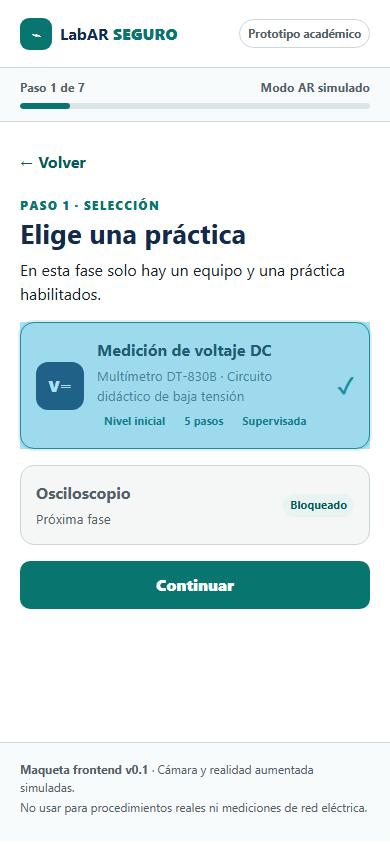 LabAR SEGURO
Prototipo académico
Paso 1 de 7
Modo AR simulado
← Volver
PASO 1 · SELECCIÓN
Elige una práctica
En esta fase solo hay un equipo y una práctica
habilitados.
V=
Medición de voltaje DC
Multímetro DT-830B · Circuito
didáctico de baja tensión
Nivel inicial 5 pasos Supervisada
✓
Osciloscopio
Próxima fase
Bloqueado
Continuar
Maqueta frontend v0.1 · Cámara y realidad aumentada
simuladas.
No usar para procedimientos reales ni mediciones de red eléctrica.